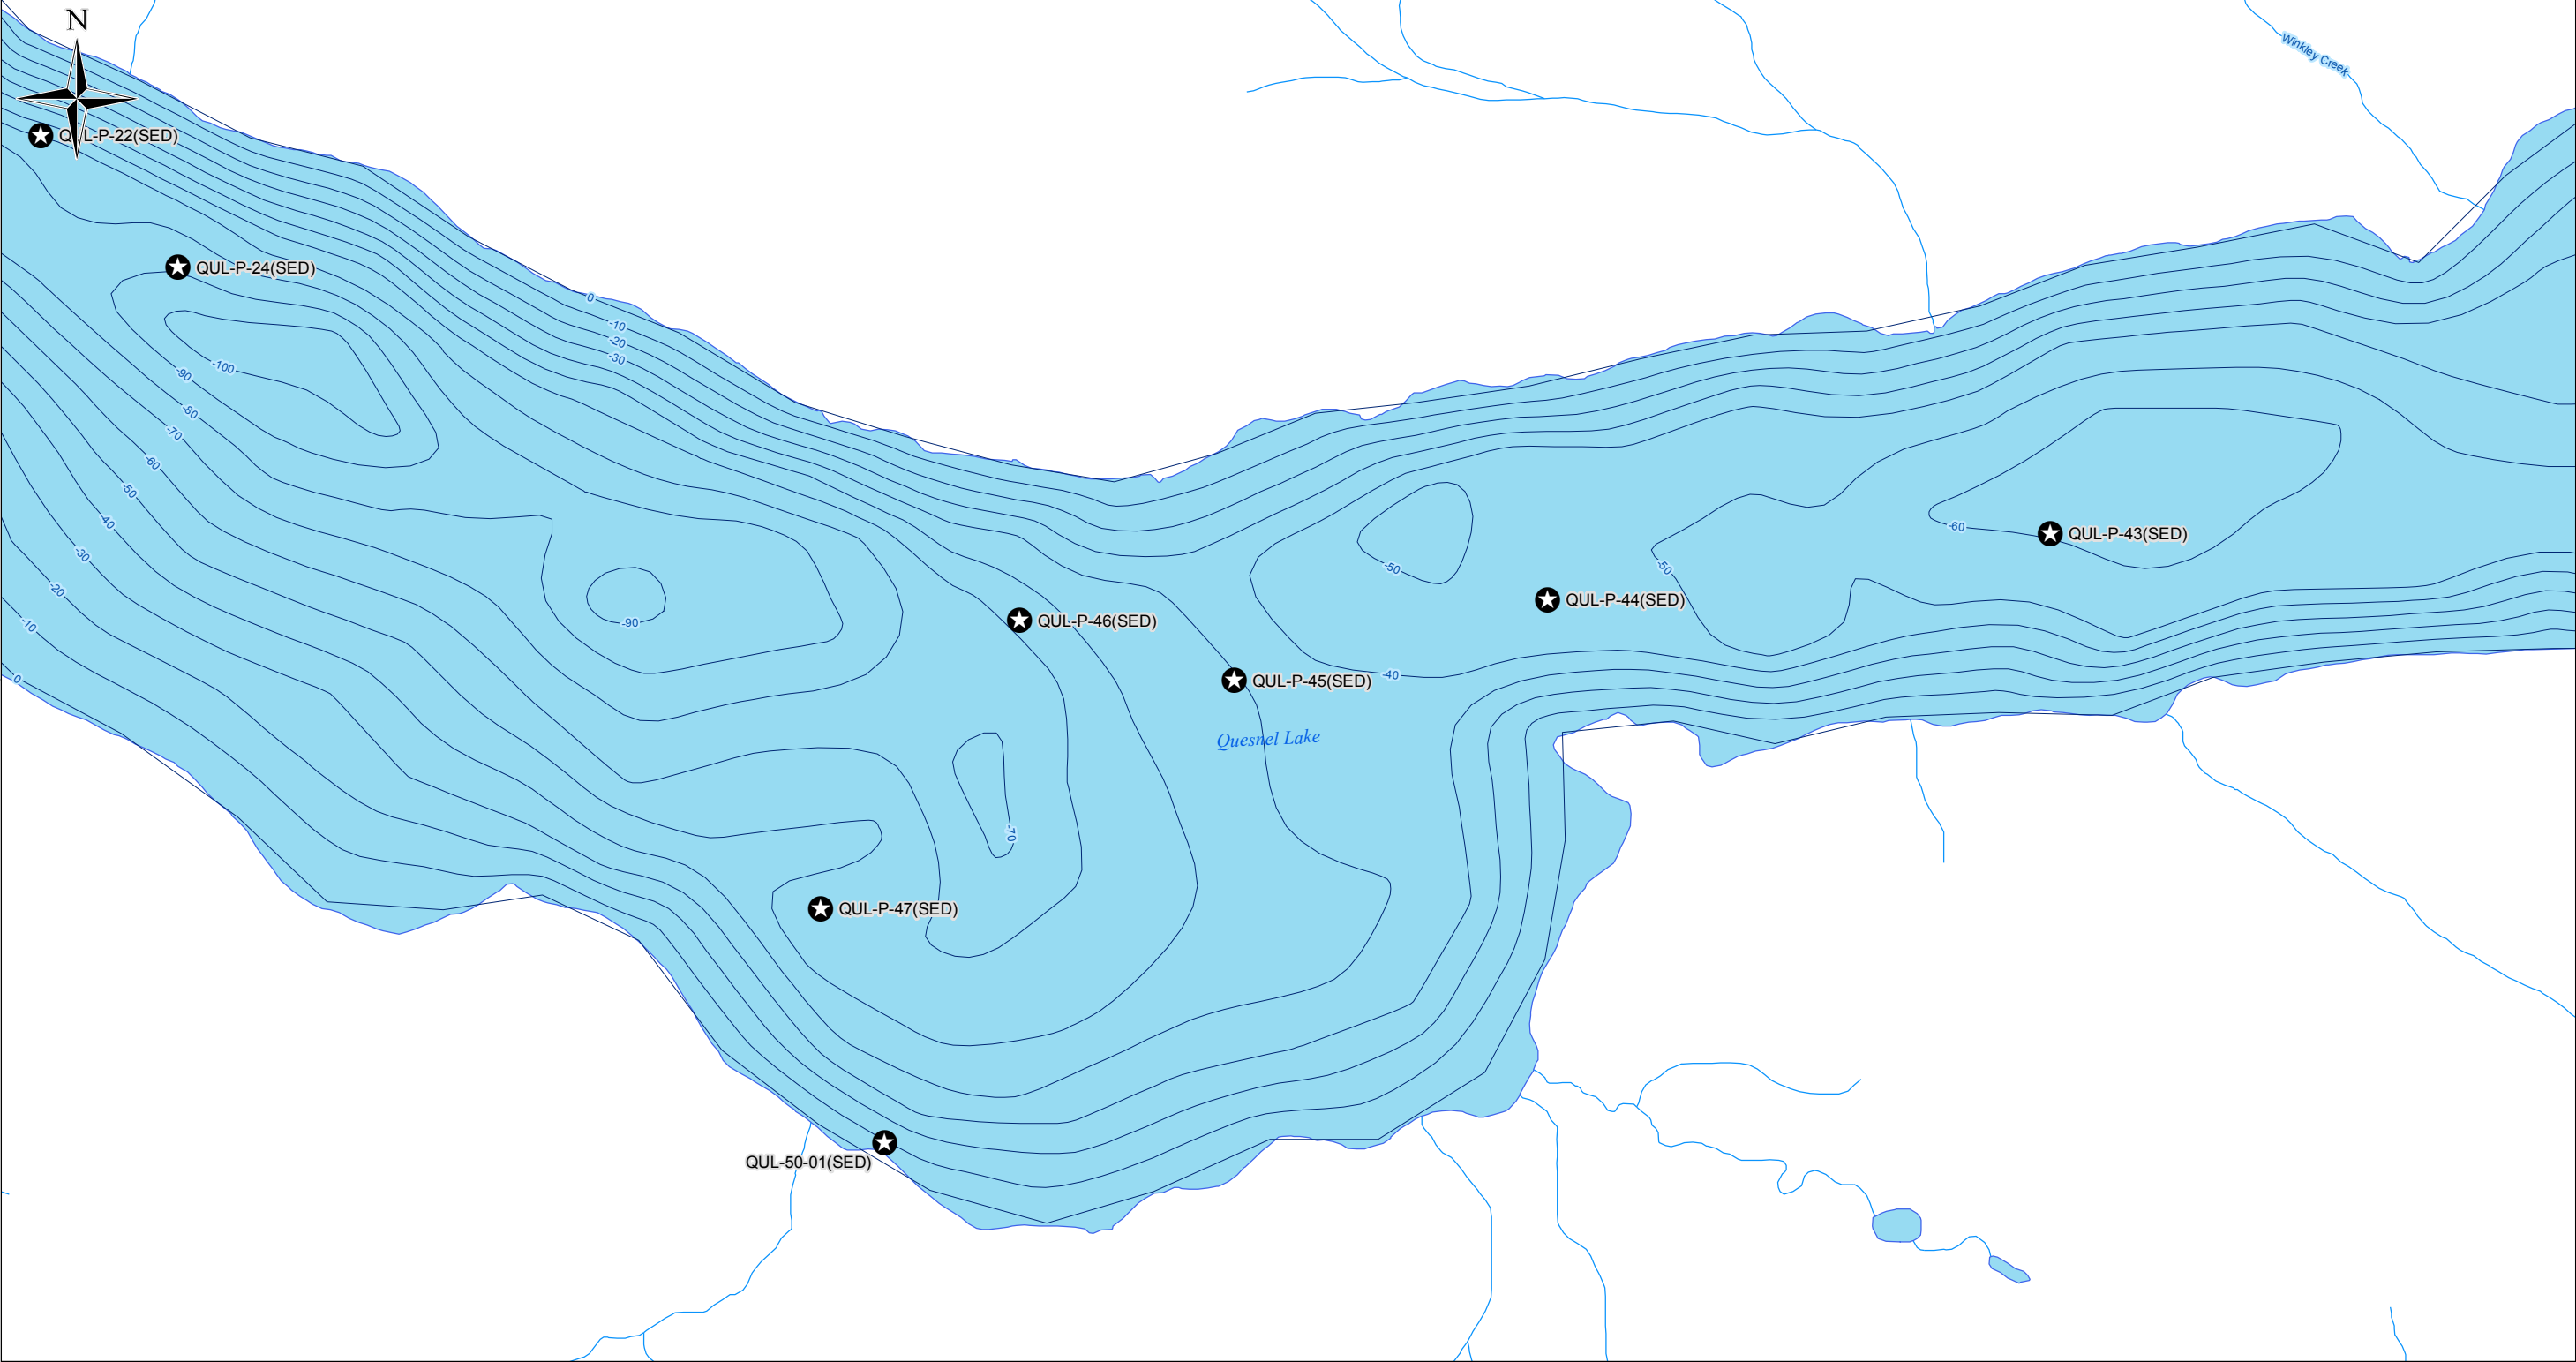 N
Winkley Creek
QUL-P-22(SED)
QUL-P-24(SED)
0
-10
-20
-30
-100
-90
-80
-70
-60
-50
-40
-30
-20
-10
0
-90
-50
-50
-60
QUL-P-43(SED)
QUL-P-44(SED)
QUL-P-46(SED)
QUL-P-45(SED)
-40
Quesnel Lake
-70
QUL-P-47(SED)
QUL-50-01(SED)